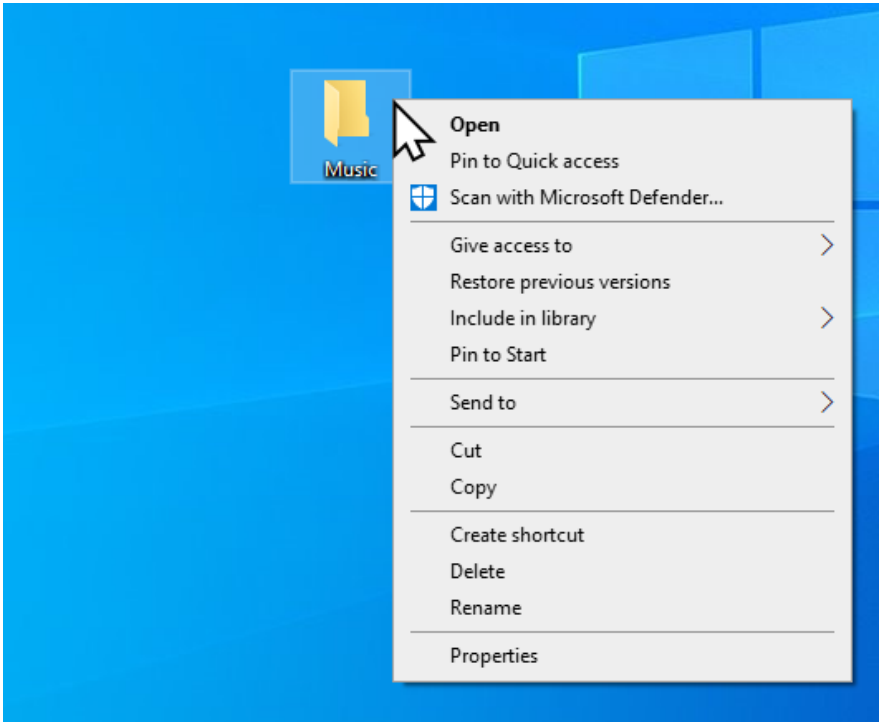 Music
Open
Pin to Quick access
Scan with Microsoft Defender...
Give access to
Restore previous versions
Include in library
Pin to Start
Send to
Cut
Copy
Create shortcut
Delete
Rename
Properties